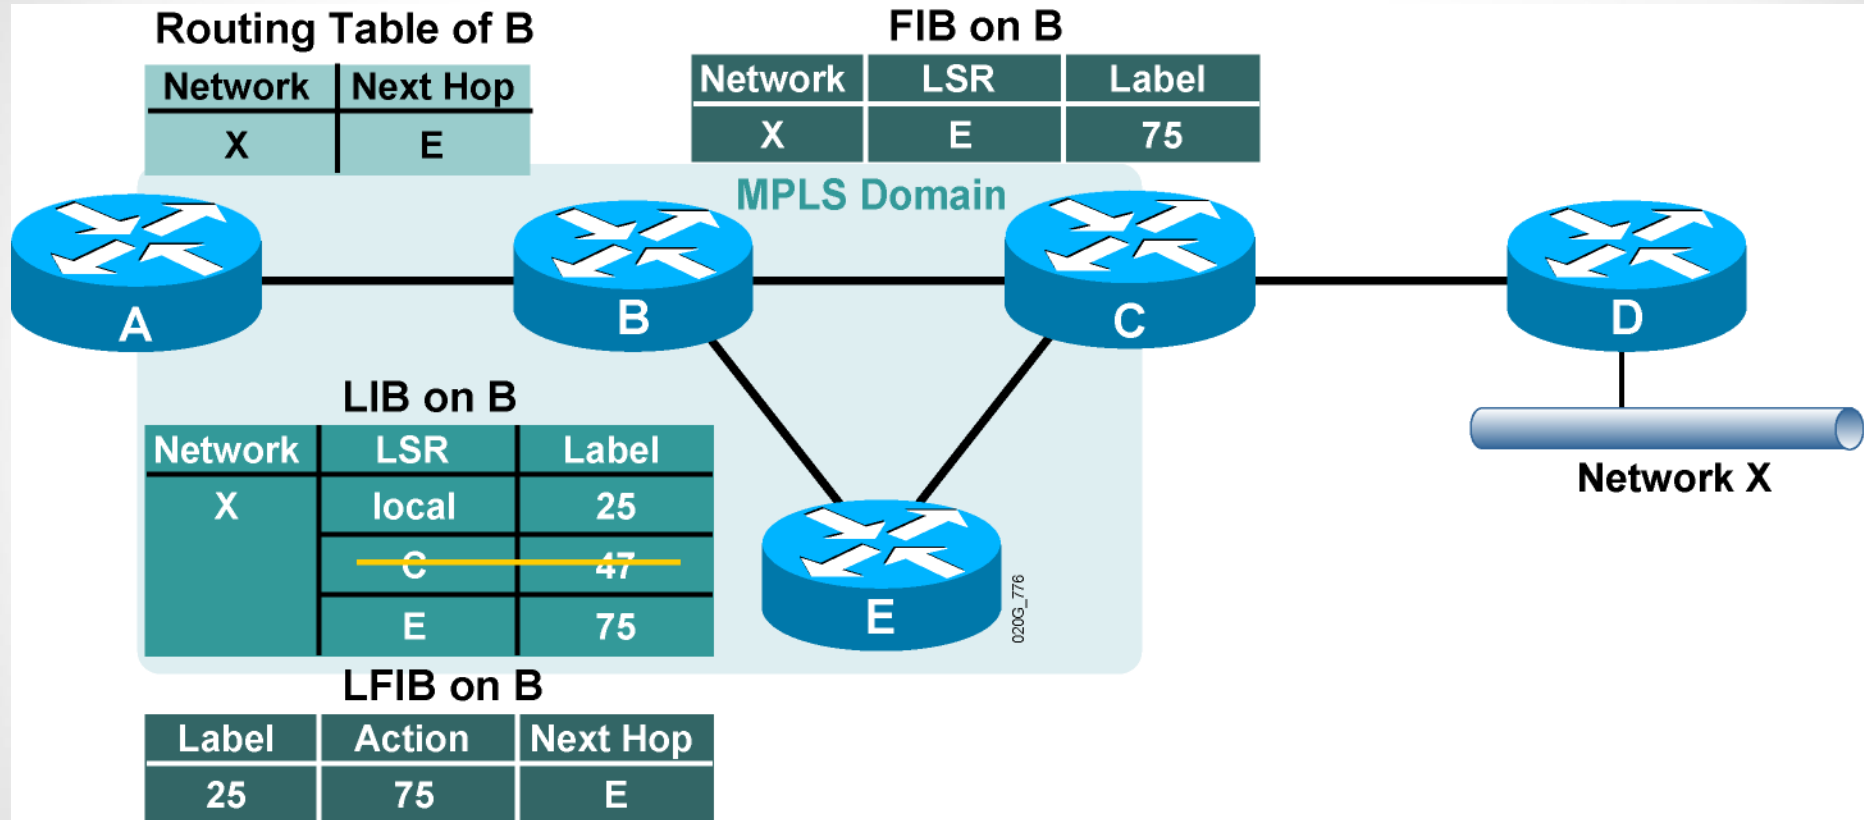 Routing Table of B
Network Next Hop
X E
FIB on B
Network LSR Label
X E 75
MPLS Domain
A
B
C
D
LIB on B
Network LSR Label
X local 25
C 47
E 75
E
020G_776
Network X
LFIB on B
Label Action Next Hop
25 75 E